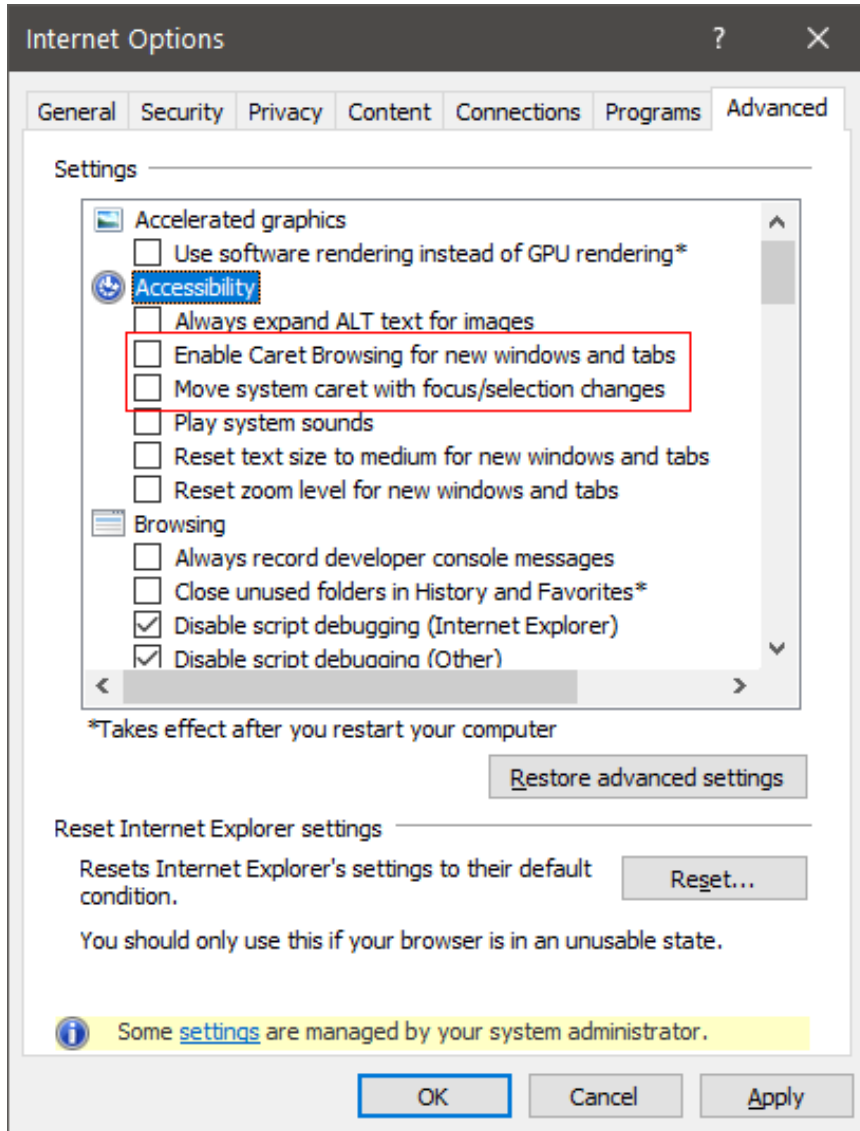 Internet Options ? ×
General Security Privacy Content Connections Programs Advanced
Settings
Accelerated graphics
Use software rendering instead of GPU rendering*
Accessibility
Always expand ALT text for images
Enable Caret Browsing for new windows and tabs
Move system caret with focus/selection changes
Play system sounds
Reset text size to medium for new windows and tabs
Reset zoom level for new windows and tabs
Browsing
Always record developer console messages
Close unused folders in History and Favorites*
Disable script debugging (Internet Explorer)
Disable script debugging (Other)
*Takes effect after you restart your computer
Restore advanced settings
Reset Internet Explorer settings
Resets Internet Explorer's settings to their default
condition.
Reset...
You should only use this if your browser is in an unusable state.
Some settings are managed by your system administrator.
OK Cancel Apply